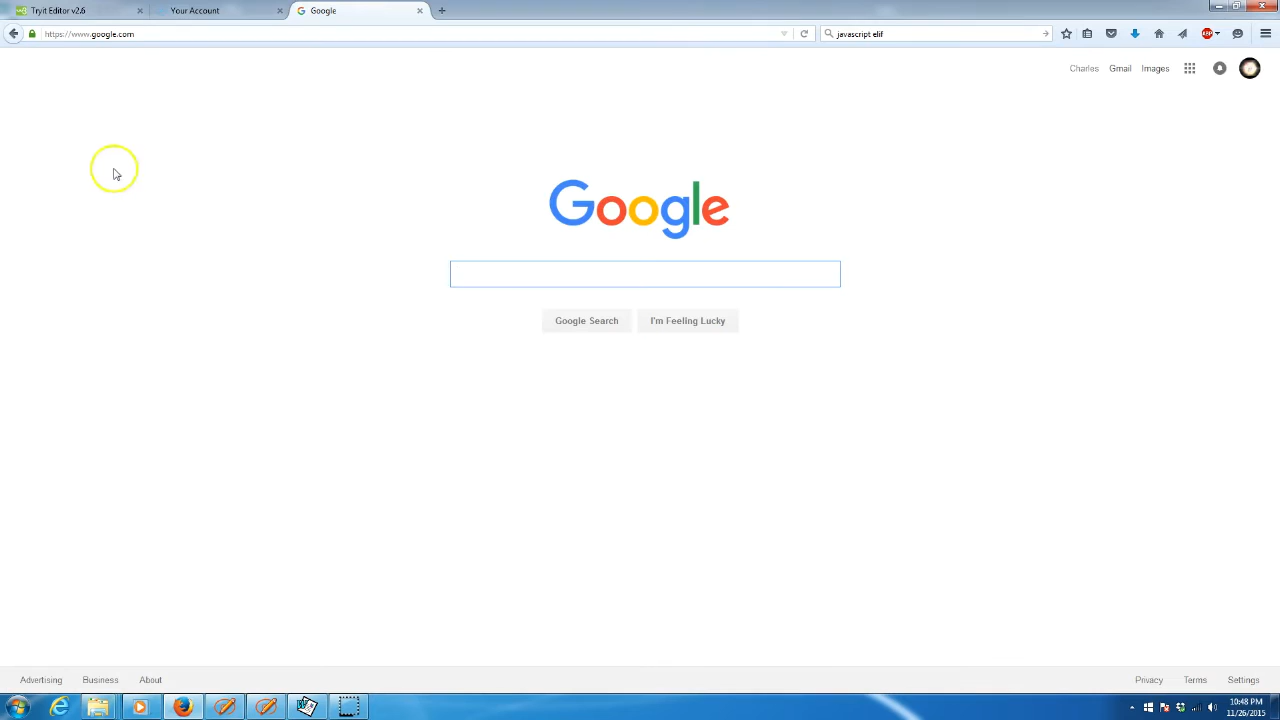 Tryit Editor v2.6
Your Account
Google
https://www.google.com
javascript elif
ABP
Charles
Gmail
Images
Google
Google Search
I'm Feeling Lucky
Advertising
Business
About
Privacy
Terms
Settings
10:48 PM
11/26/2015